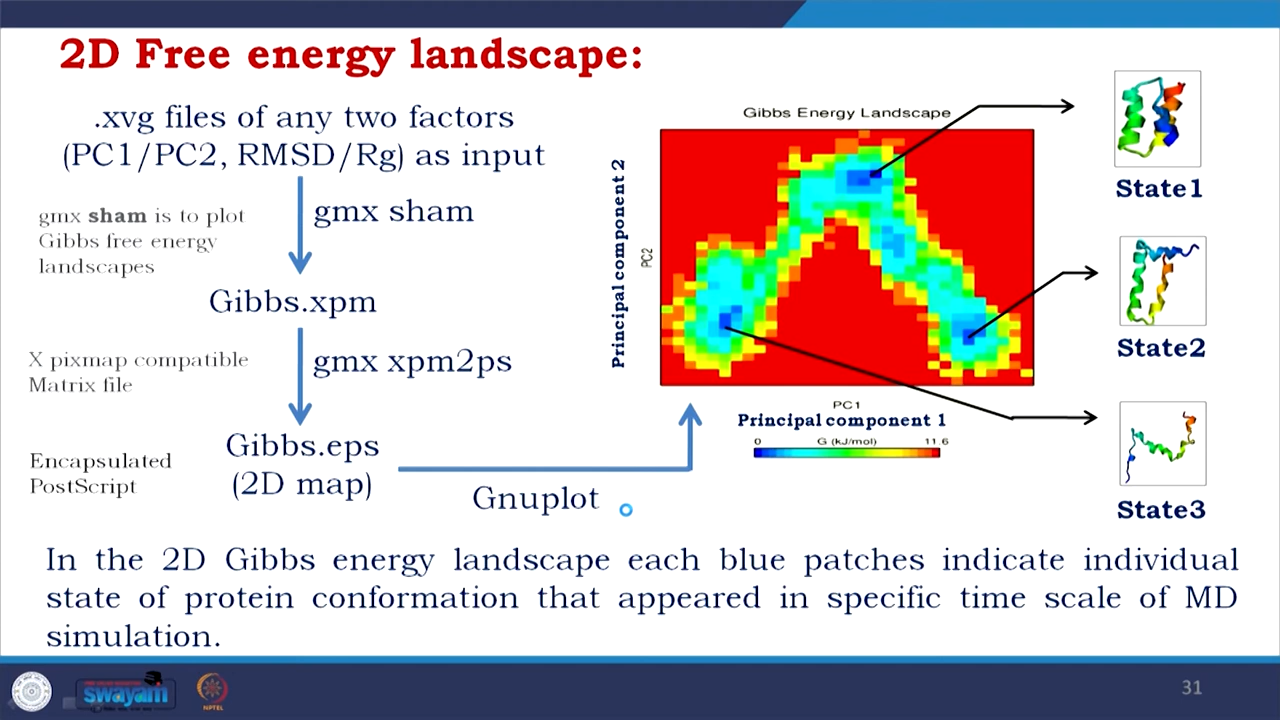 2D Free energy landscape:
.xvg files of any two factors
(PC1/PC2, RMSD/Rg) as input
gmx sham is to plot
Gibbs free energy
landscapes
gmx sham
Gibbs.xpm
X pixmap compatible
Matrix file
gmx xpm2ps
Encapsulated
PostScript
Gibbs.eps
(2D map)
Gnuplot
Gibbs Energy Landscape
Principal component 2
PC2
PC1
Principal component 1
0 G (kJ/mol) 11.6
State1
State2
State3
In the 2D Gibbs energy landscape each blue patches indicate individual
state of protein conformation that appeared in specific time scale of MD
simulation.
swayam
NPTEL
31